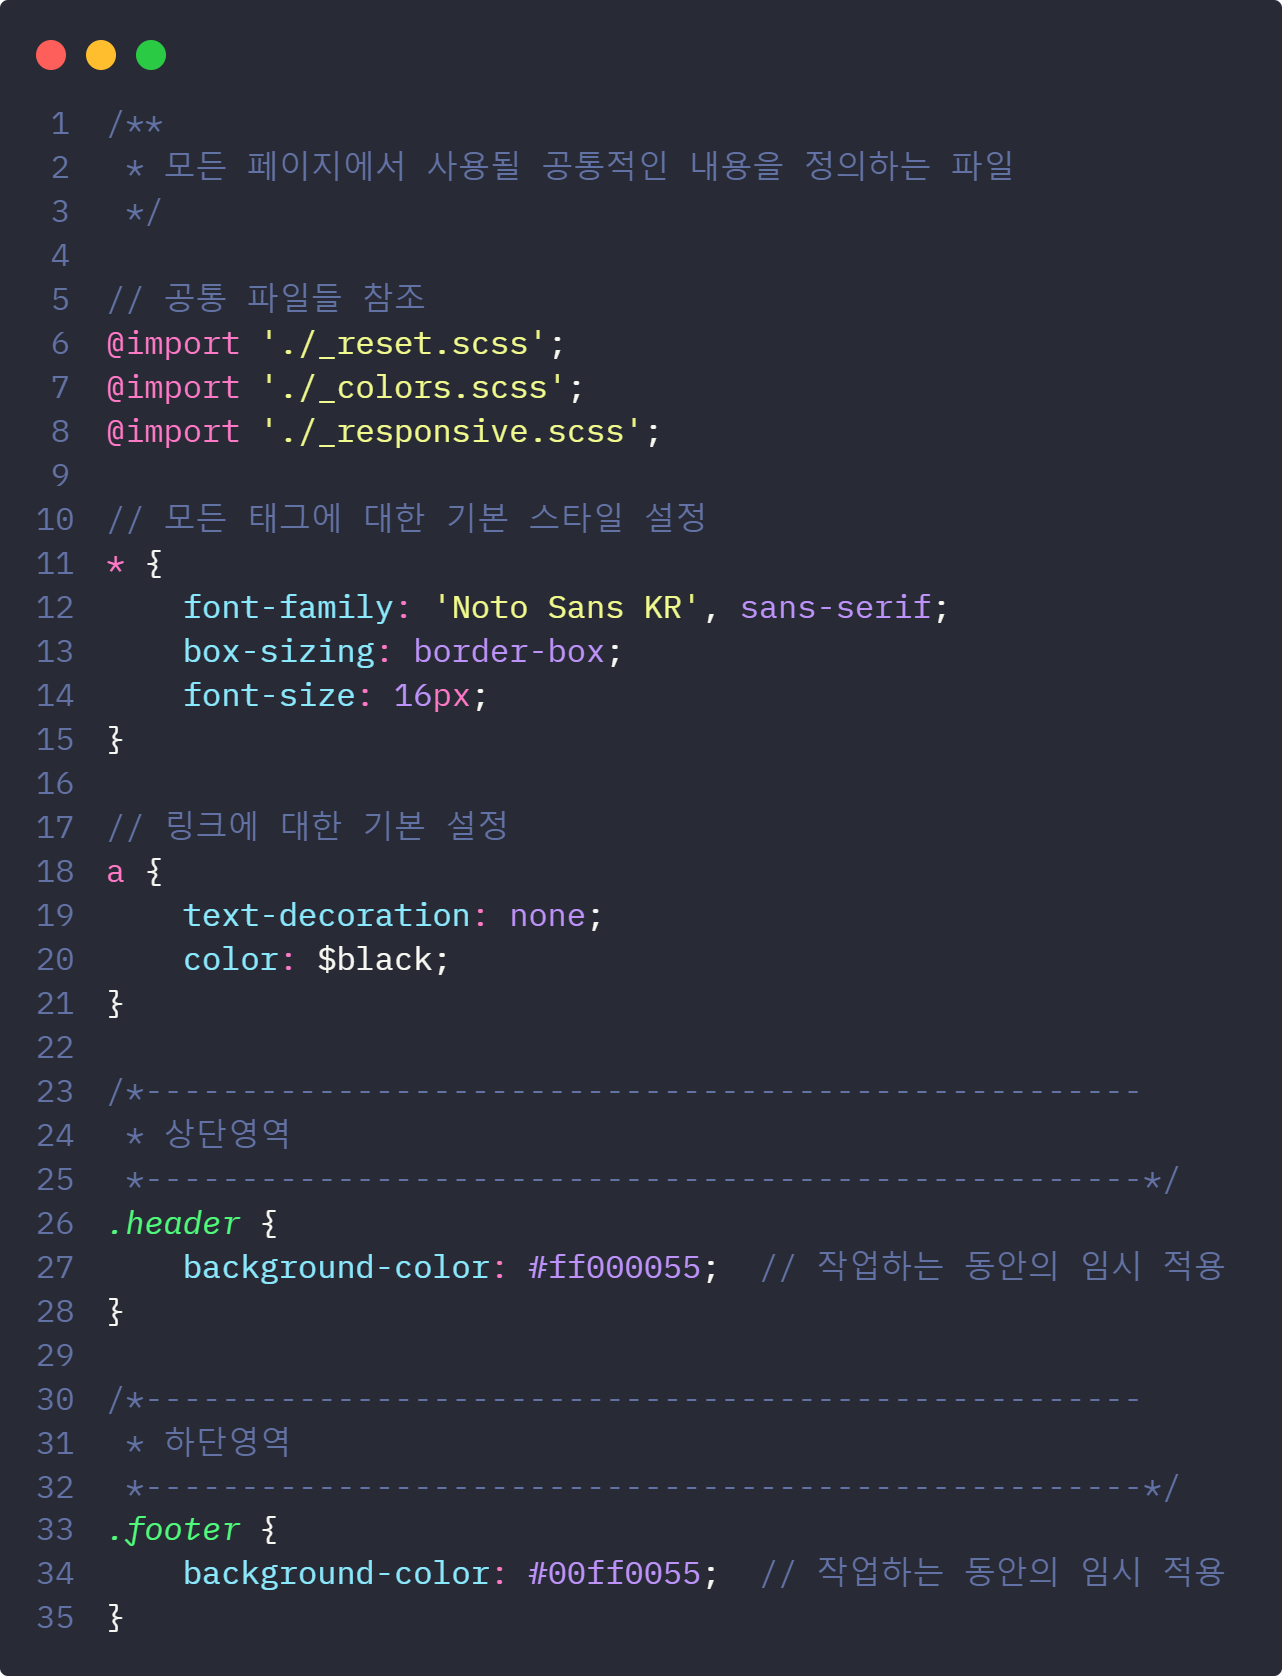 1 /**
2  * 모든 페이지에서 사용될 공통적인 내용을 정의하는 파일
3  */
4
5 // 공통 파일들 참조
6 @import './_reset.scss';
7 @import './_colors.scss';
8 @import './_responsive.scss';
9
10 // 모든 태그에 대한 기본 스타일 설정
11 * {
12     font-family: 'Noto Sans KR', sans-serif;
13     box-sizing: border-box;
14     font-size: 16px;
15 }
16
17 // 링크에 대한 기본 설정
18 a {
19     text-decoration: none;
20     color: $black;
21 }
22
23 /*----------------------------------------------------
24  * 상단영역
25  *----------------------------------------------------*/
26 .header {
27     background-color: #ff000055;  // 작업하는 동안의 임시 적용
28 }
29
30 /*----------------------------------------------------
31  * 하단영역
32  *----------------------------------------------------*/
33 .footer {
34     background-color: #00ff0055;  // 작업하는 동안의 임시 적용
35 }